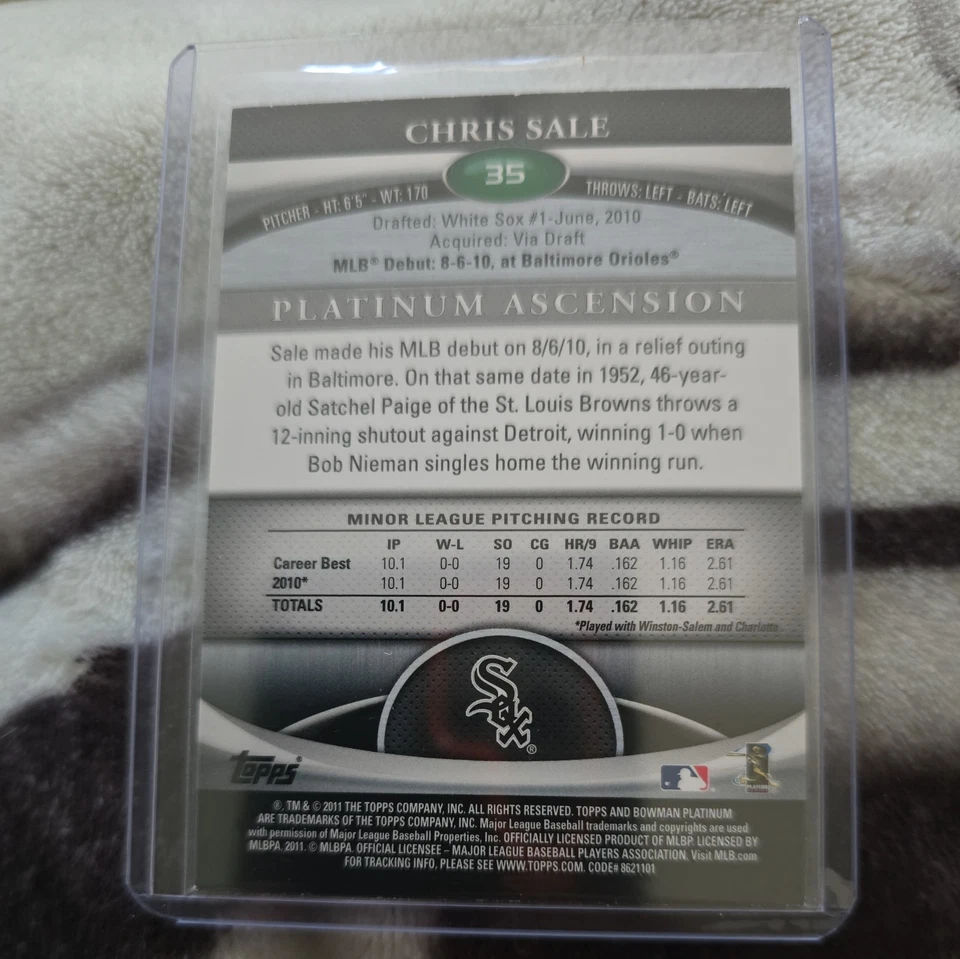 CHRIS SALE
35
PITCHER - HT: 6'5" - WT: 170
THROWS: LEFT - BATS: LEFT
Drafted: White Sox #1-June, 2010
Acquired: Via Draft
MLB® Debut: 8-6-10, at Baltimore Orioles®
PLATINUM ASCENSION
Sale made his MLB debut on 8/6/10, in a relief outing
in Baltimore. On that same date in 1952, 46-year-
old Satchel Paige of the St. Louis Browns throws a
12-inning shutout against Detroit, winning 1-0 when
Bob Nieman singles home the winning run.
MINOR LEAGUE PITCHING RECORD
IP W-L SO CG HR/9 BAA WHIP ERA
Career Best 10.1 0-0 19 0 1.74 .162 1.16 2.61
2010* 10.1 0-0 19 0 1.74 .162 1.16 2.61
TOTALS 10.1 0-0 19 0 1.74 .162 1.16 2.61
*Played with Winston-Salem and Charlotte
Sox®
TOPPS®
®, TM & © 2011 THE TOPPS COMPANY, INC. ALL RIGHTS RESERVED. TOPPS AND BOWMAN PLATINUM
ARE TRADEMARKS OF THE TOPPS COMPANY, INC. Major League Baseball trademarks and copyrights are used
with permission of Major League Baseball Properties, Inc. OFFICIALLY LICENSED PRODUCT OF MLBP. LICENSED BY
MLBPA, 2011. © MLBPA. OFFICIAL LICENSEE – MAJOR LEAGUE BASEBALL PLAYERS ASSOCIATION. Visit MLB.com
FOR TRACKING INFO, PLEASE SEE WWW.TOPPS.COM. CODE# 8621101